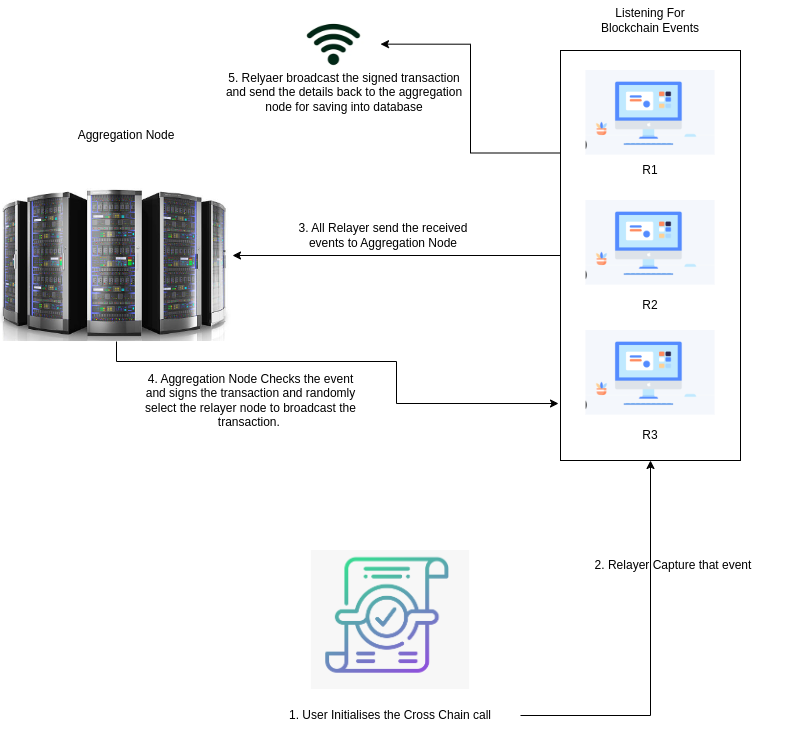 Listening For
Blockchain Events
5. Relyaer broadcast the signed transaction
and send the details back to the aggregation
node for saving into database
Aggregation Node
R1
3. All Relayer send the received
events to Aggregation Node
R2
4. Aggregation Node Checks the event
and signs the transaction and randomly
select the relayer node to broadcast the
transaction.
R3
2. Relayer Capture that event
1. User Initialises the Cross Chain call